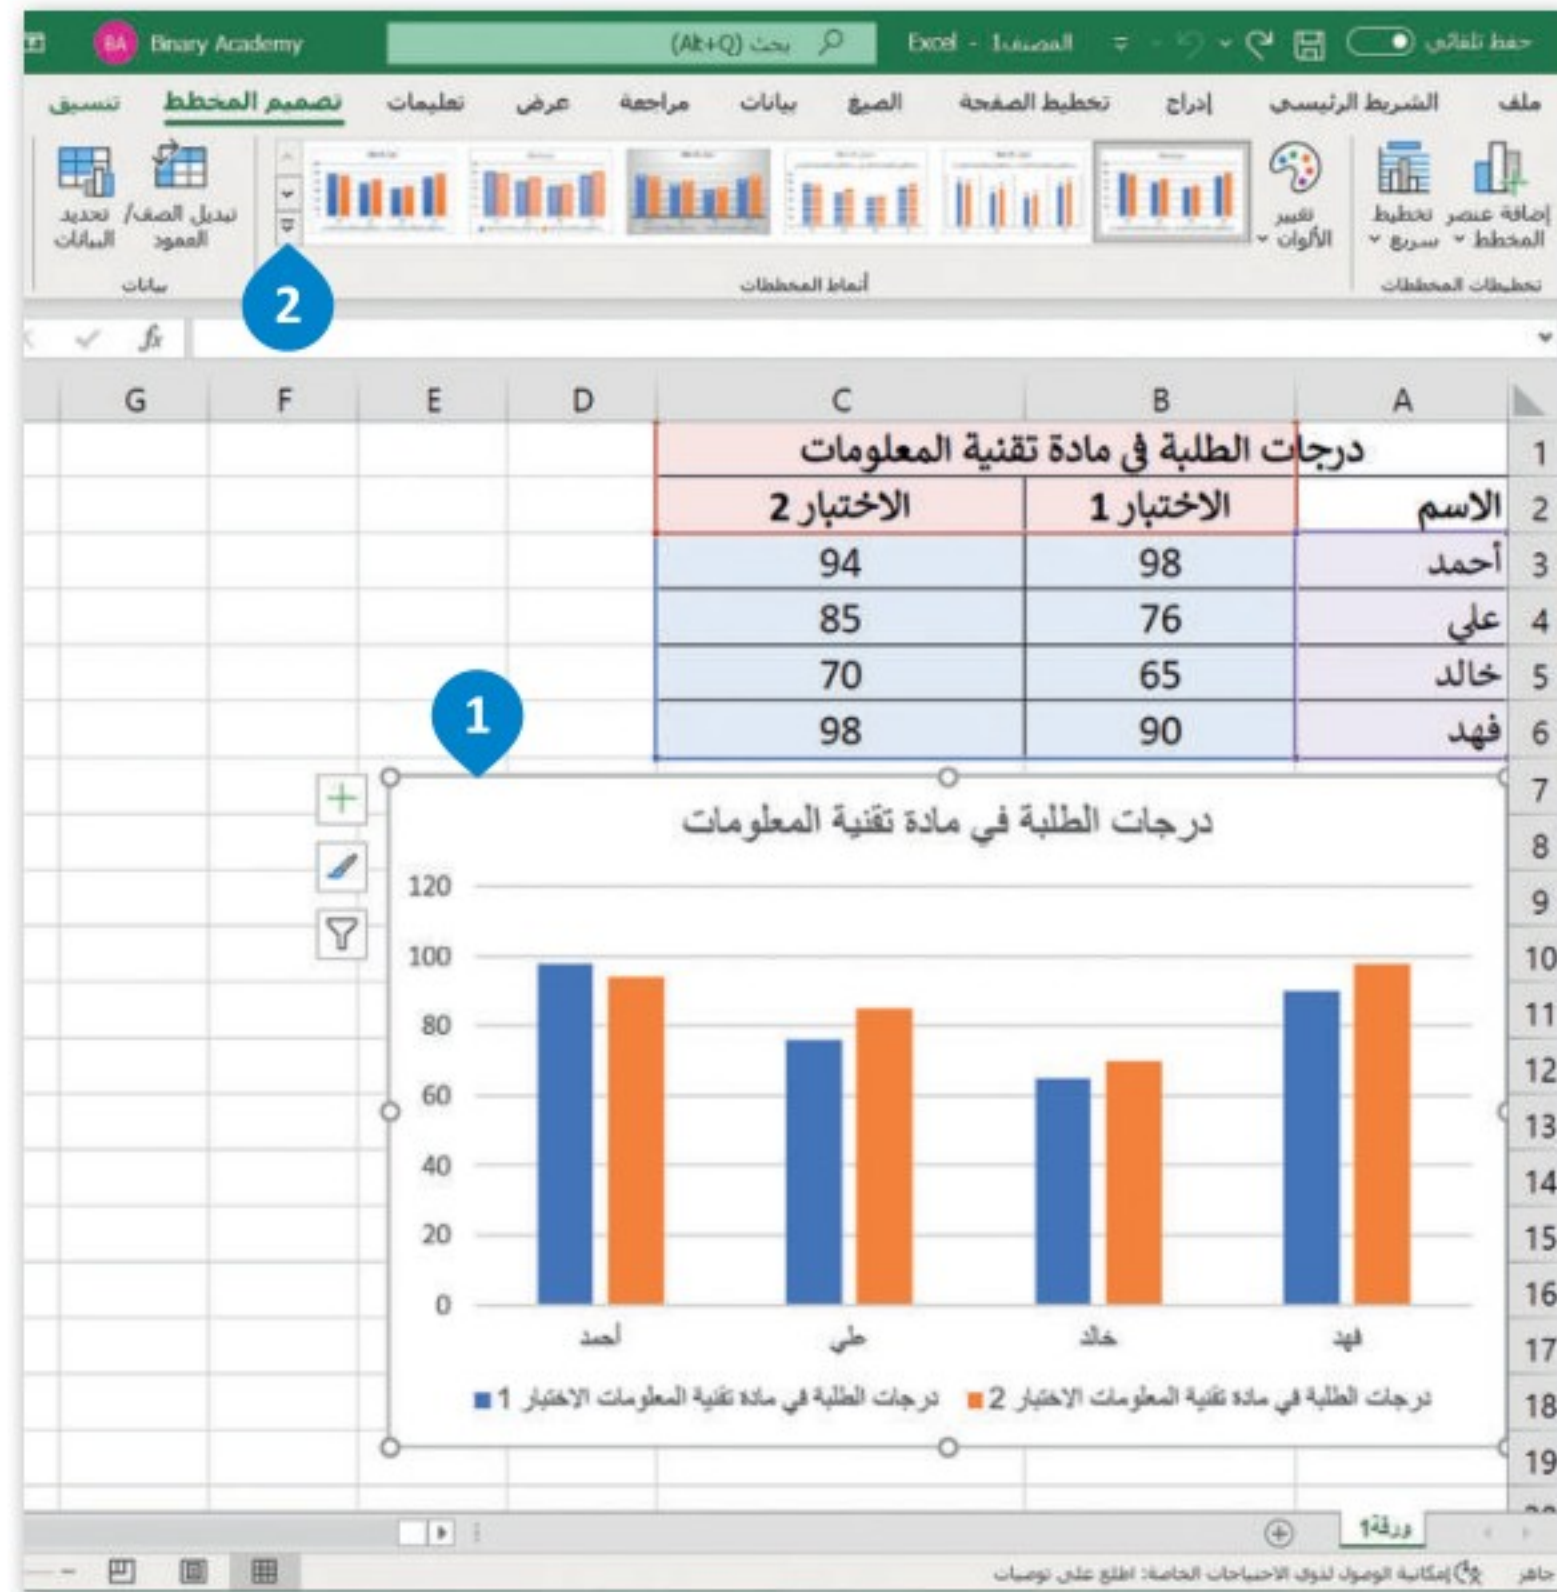 حفظ تلقائي المصنف1 - Excel بحث (Alt+Q) Binary Academy BA
ملف الشريط الرئيسي إدراج تخطيط الصفحة الصيغ بيانات مراجعة عرض تعليمات تصميم المخطط تنسيق
إضافة عنصر المخطط
تخطيط سريع
تغيير الألوان
تبديل الصف/ العمود
تحديد البيانات
تخطيطات المخططات أنماط المخططات بيانات
2
fx
A B C D E F G
1 درجات الطلبة في مادة تقنية المعلومات
2 الاسم الاختبار 1 الاختبار 2
3 أحمد 98 94
4 علي 76 85
5 خالد 65 70
6 فهد 90 98
1
7
8
9
10
11
12
13
14
15
16
17
18
19
درجات الطلبة في مادة تقنية المعلومات
120
100
80
60
40
20
0
أحمد علي خالد فهد
درجات الطلبة في مادة تقنية المعلومات الاختبار 1 درجات الطلبة في مادة تقنية المعلومات الاختبار 2
ورقة1
جاهز إمكانية الوصول لذوي الاحتياجات الخاصة: اطلع على توصيات